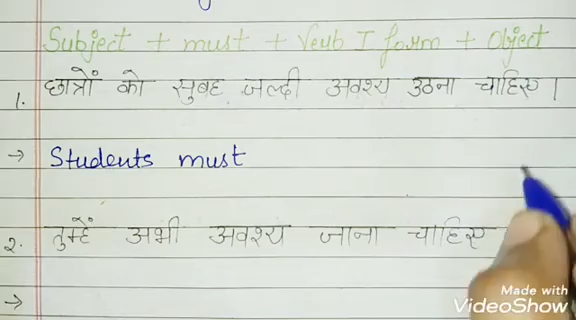 Subject + must + Verb I form + Object
1. छात्रों को सुबह जल्दी अवश्य उठना चाहिए।
→ Students must
2. तुम्हें अभी अवश्य जाना चाहिए
→
Made with
VideoShow